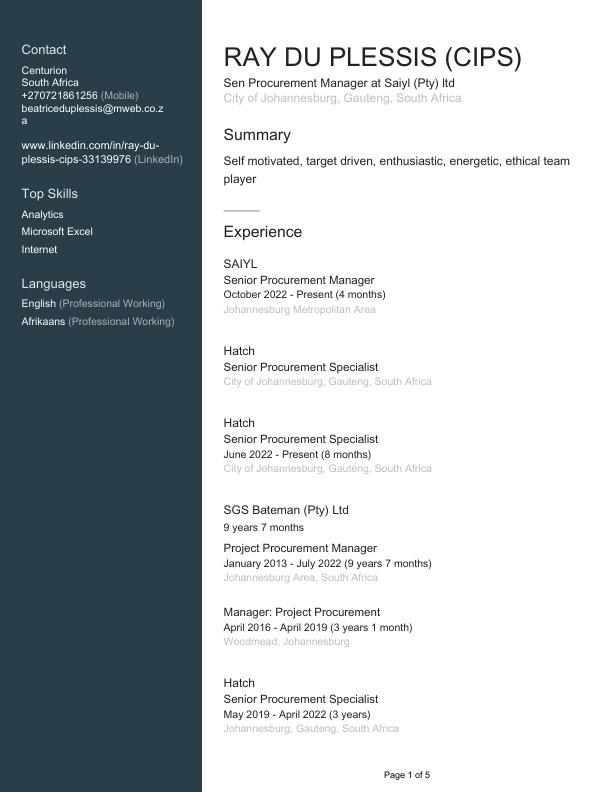 Contact
Centurion
South Africa
+270721861256 (Mobile)
beatriceduplessis@mweb.co.z
a
www.linkedin.com/in/ray-du-
plessis-cips-33139976 (LinkedIn)
Top Skills
Analytics
Microsoft Excel
Internet
Languages
English (Professional Working)
Afrikaans (Professional Working)
RAY DU PLESSIS (CIPS)
Sen Procurement Manager at Saiyl (Pty) ltd
City of Johannesburg, Gauteng, South Africa
Summary
Self motivated, target driven, enthusiastic, energetic, ethical team
player
Experience
SAIYL
Senior Procurement Manager
October 2022 - Present (4 months)
Johannesburg Metropolitan Area
Hatch
Senior Procurement Specialist
City of Johannesburg, Gauteng, South Africa
Hatch
Senior Procurement Specialist
June 2022 - Present (8 months)
City of Johannesburg, Gauteng, South Africa
SGS Bateman (Pty) Ltd
9 years 7 months
Project Procurement Manager
January 2013 - July 2022 (9 years 7 months)
Johannesburg Area, South Africa
Manager: Project Procurement
April 2016 - April 2019 (3 years 1 month)
Woodmead, Johannesburg
Hatch
Senior Procurement Specialist
May 2019 - April 2022 (3 years)
Johannesburg, Gauteng, South Africa
Page 1 of 5